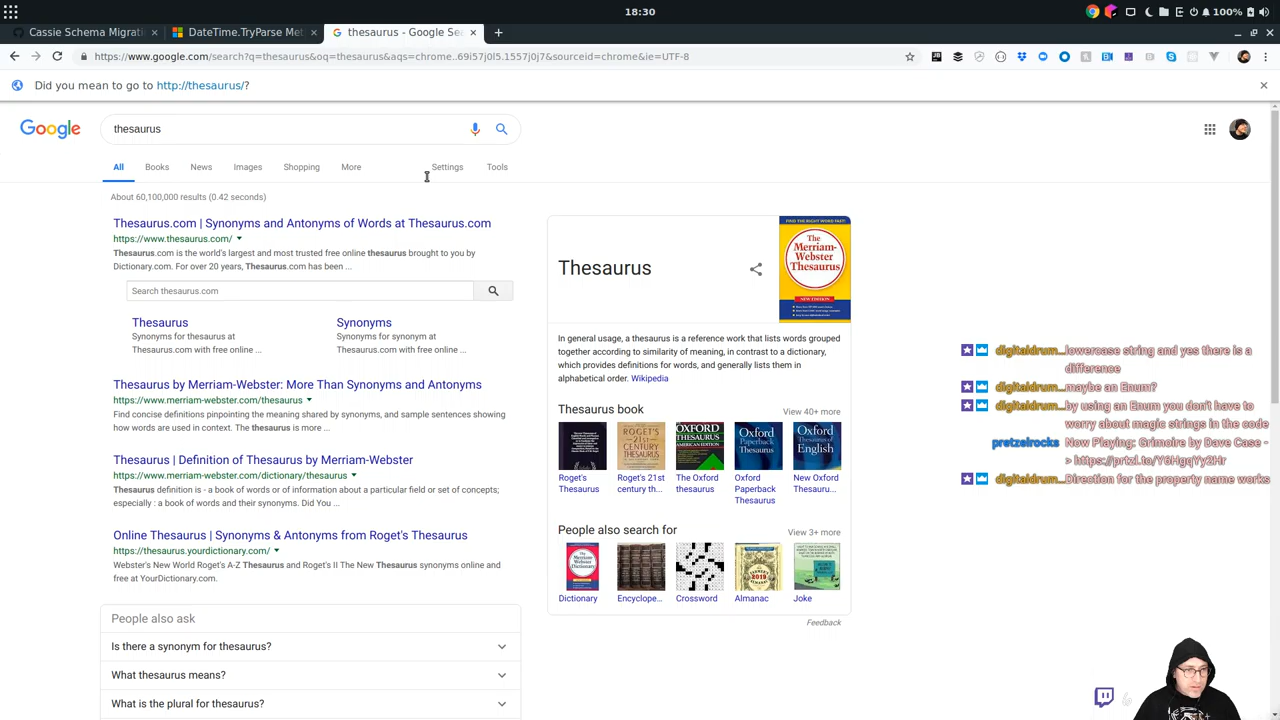 18:30
100%
Cassie Schema Migrati
DateTime.TryParse Met
thesaurus - Google Se
https://www.google.com/search?q=thesaurus&oq=thesaurus&aqs=chrome..69i57j0l5.1557j0j7&sourceid=chrome&ie=UTF-8
Did you mean to go to http://thesaurus/?
Google
thesaurus
All Books News Images Shopping More Settings Tools
About 60,100,000 results (0.42 seconds)
Thesaurus.com | Synonyms and Antonyms of Words at Thesaurus.com
https://www.thesaurus.com/
Thesaurus.com is the world's largest and most trusted free online thesaurus brought to you by
Dictionary.com. For over 20 years, Thesaurus.com has been ...
Search thesaurus.com
Thesaurus
Synonyms for thesaurus at
Thesaurus.com with free online ...
Synonyms
Synonyms for synonym at
Thesaurus.com with free online ...
Thesaurus by Merriam-Webster: More Than Synonyms and Antonyms
https://www.merriam-webster.com/thesaurus
Find concise definitions pinpointing the meaning shared by synonyms, and sample sentences showing
how words are used in context. The thesaurus is more ...
Thesaurus | Definition of Thesaurus by Merriam-Webster
https://www.merriam-webster.com/dictionary/thesaurus
Thesaurus definition is - a book of words or of information about a particular field or set of concepts;
especially : a book of words and their synonyms. Did You ...
Online Thesaurus | Synonyms & Antonyms from Roget's Thesaurus
https://thesaurus.yourdictionary.com/
Webster's New World Roget's A-Z Thesaurus and Roget's II The New Thesaurus synonyms online and
free at YourDictionary.com.
People also ask
Is there a synonym for thesaurus?
What thesaurus means?
What is the plural for thesaurus?
Thesaurus
The
Merriam-
Webster
Thesaurus
In general usage, a thesaurus is a reference work that lists words grouped
together according to similarity of meaning, in contrast to a dictionary,
which provides definitions for words, and generally lists them in
alphabetical order. Wikipedia
Thesaurus book
View 40+ more
Roget's
Thesaurus
Roget's 21st
century th...
The Oxford
thesaurus
Oxford
Paperback
Thesaurus
New Oxford
Thesauru...
People also search for
View 3+ more
Dictionary
Encyclope...
Crossword
Almanac
Joke
Feedback
digitaldrum...lowercase string and yes there is a
difference
digitaldrum...maybe an Enum?
digitaldrum...by using an Enum you don't have to
worry about magic strings in the code
pretzelrocks Now Playing: Grimoire by Dave Case -
> https://prtzl.to/Y6HgqYy2Hr
digitaldrum...Direction for the property name works